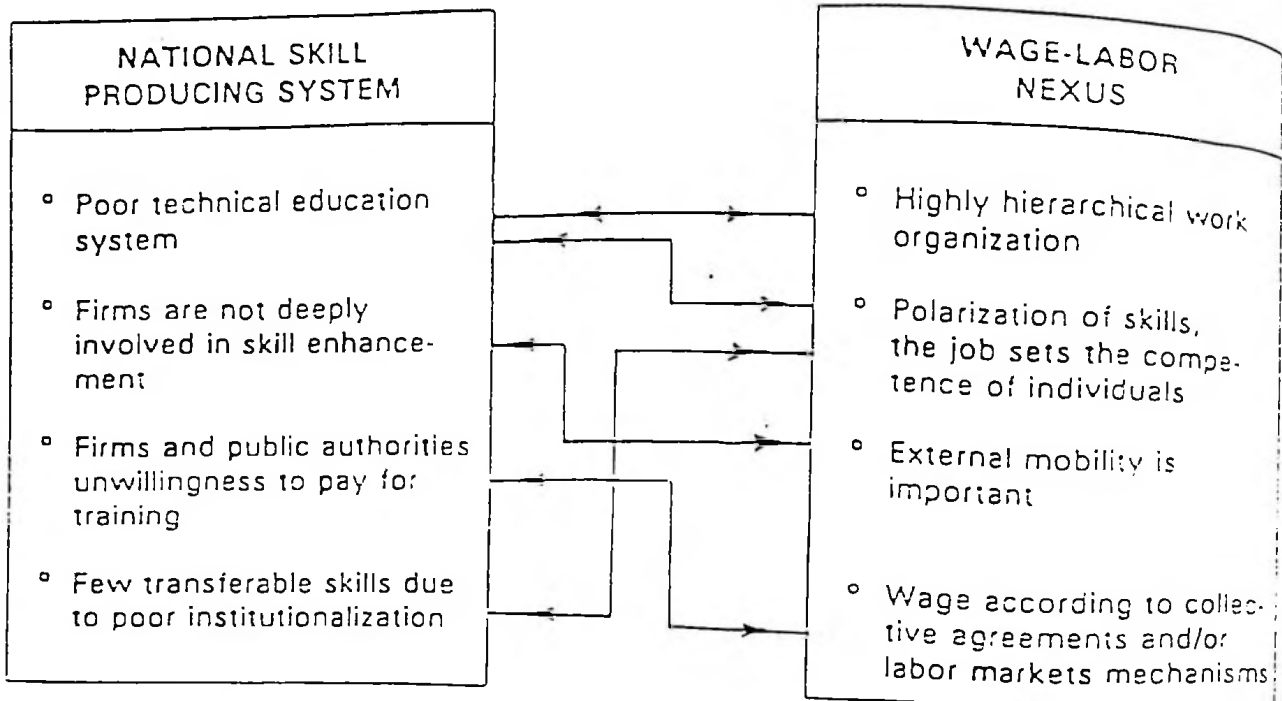 NATIONAL SKILL
PRODUCING SYSTEM
° Poor technical education
system
° Firms are not deeply
involved in skill enhance-
ment
° Firms and public authorities
unwillingness to pay for
training
° Few transferable skills due
to poor institutionalization
WAGE-LABOR
NEXUS
° Highly hierarchical work
organization
° Polarization of skills,
the job sets the compe-
tence of individuals
° External mobility is
important
° Wage according to collec-
tive agreements and/or
labor markets mechanisms